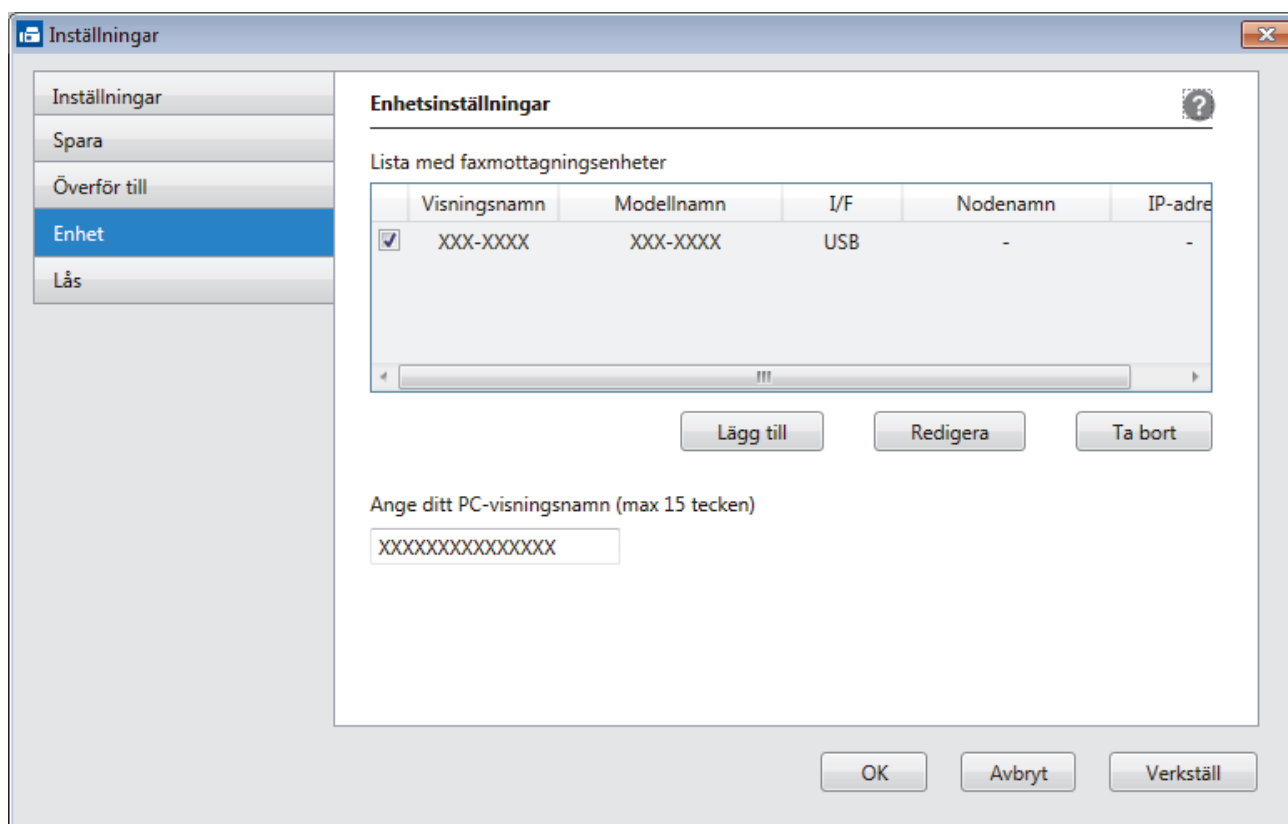 Inställningar
Inställningar
Spara
Överför till
Enhet
Lås
Enhetsinställningar
?
Lista med faxmottagningsenheter
Visningsnamn Modellnamn I/F Nodenamn IP-adre
XXX-XXXX XXX-XXXX USB - -
Lägg till Redigera Ta bort
Ange ditt PC-visningsnamn (max 15 tecken)
XXXXXXXXXXXXXXX
OK Avbryt Verkställ